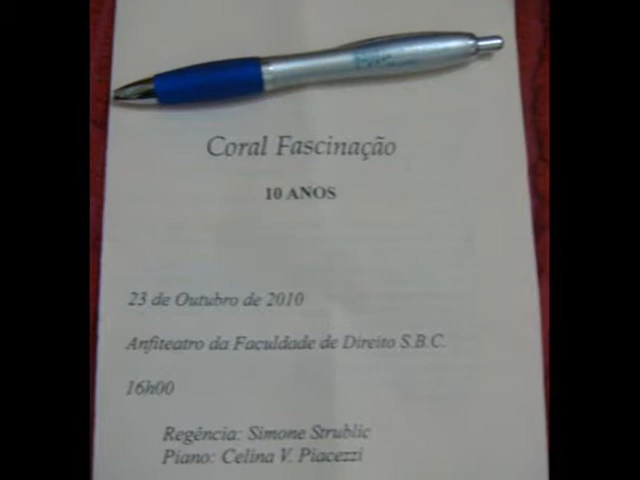 Coral Fascinação
10 ANOS
23 de Outubro de 2010
Anfiteatro da Faculdade de Direito S.B.C.
16h00
Regência: Simone Strublic
Piano: Celina V. Piacezzi